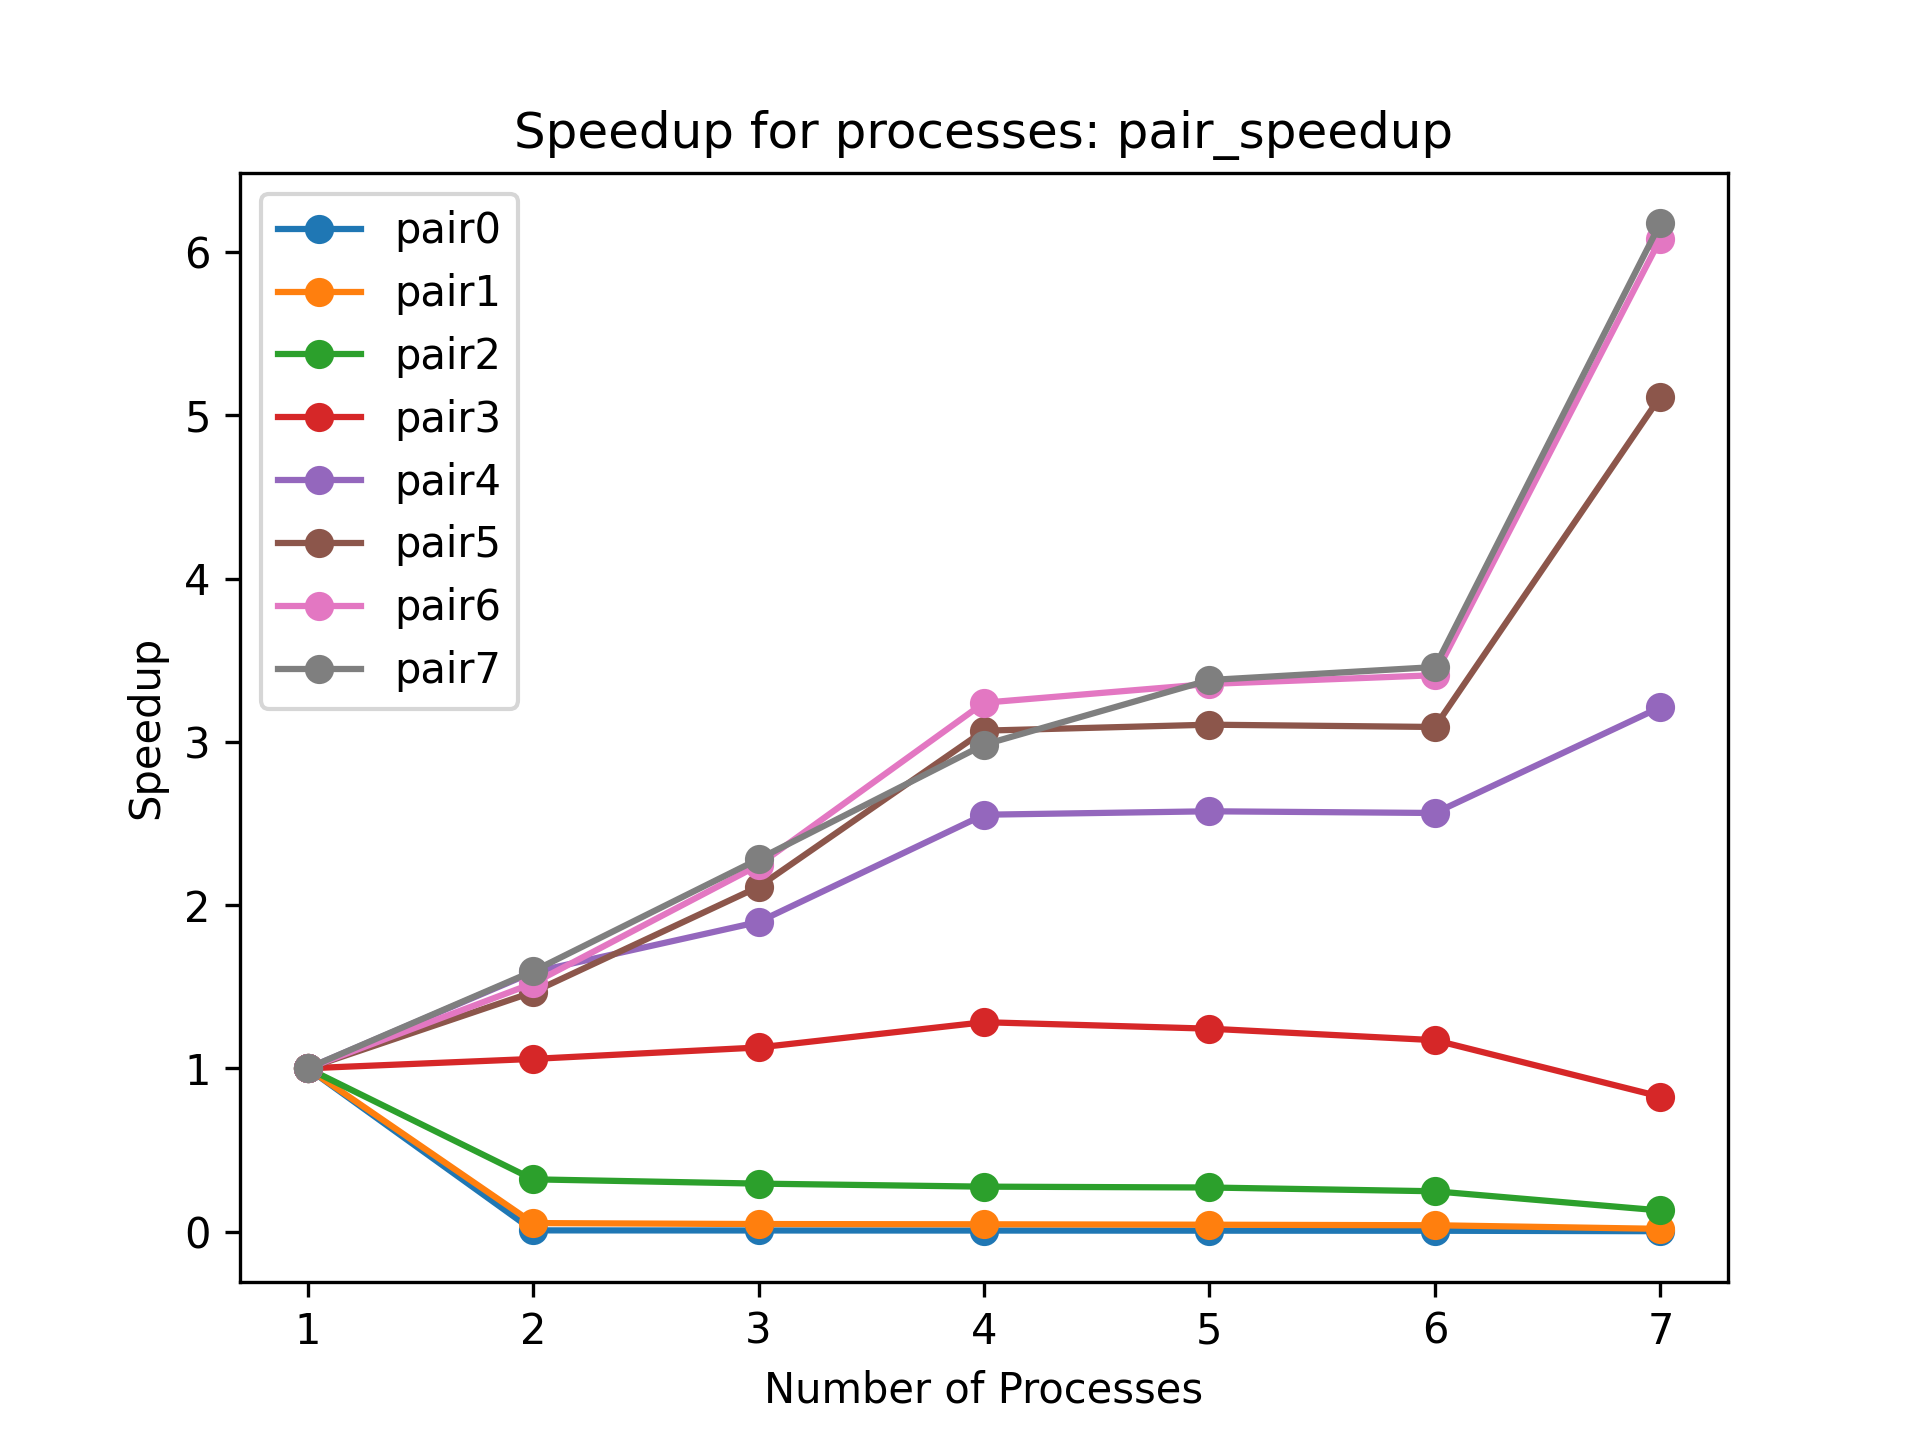 Speedup for processes: pair_speedup
pair0
pair1
pair2
pair3
pair4
pair5
pair6
pair7
6
5
4
3
2
1
0
Speedup
1 2 3 4 5 6 7
Number of Processes